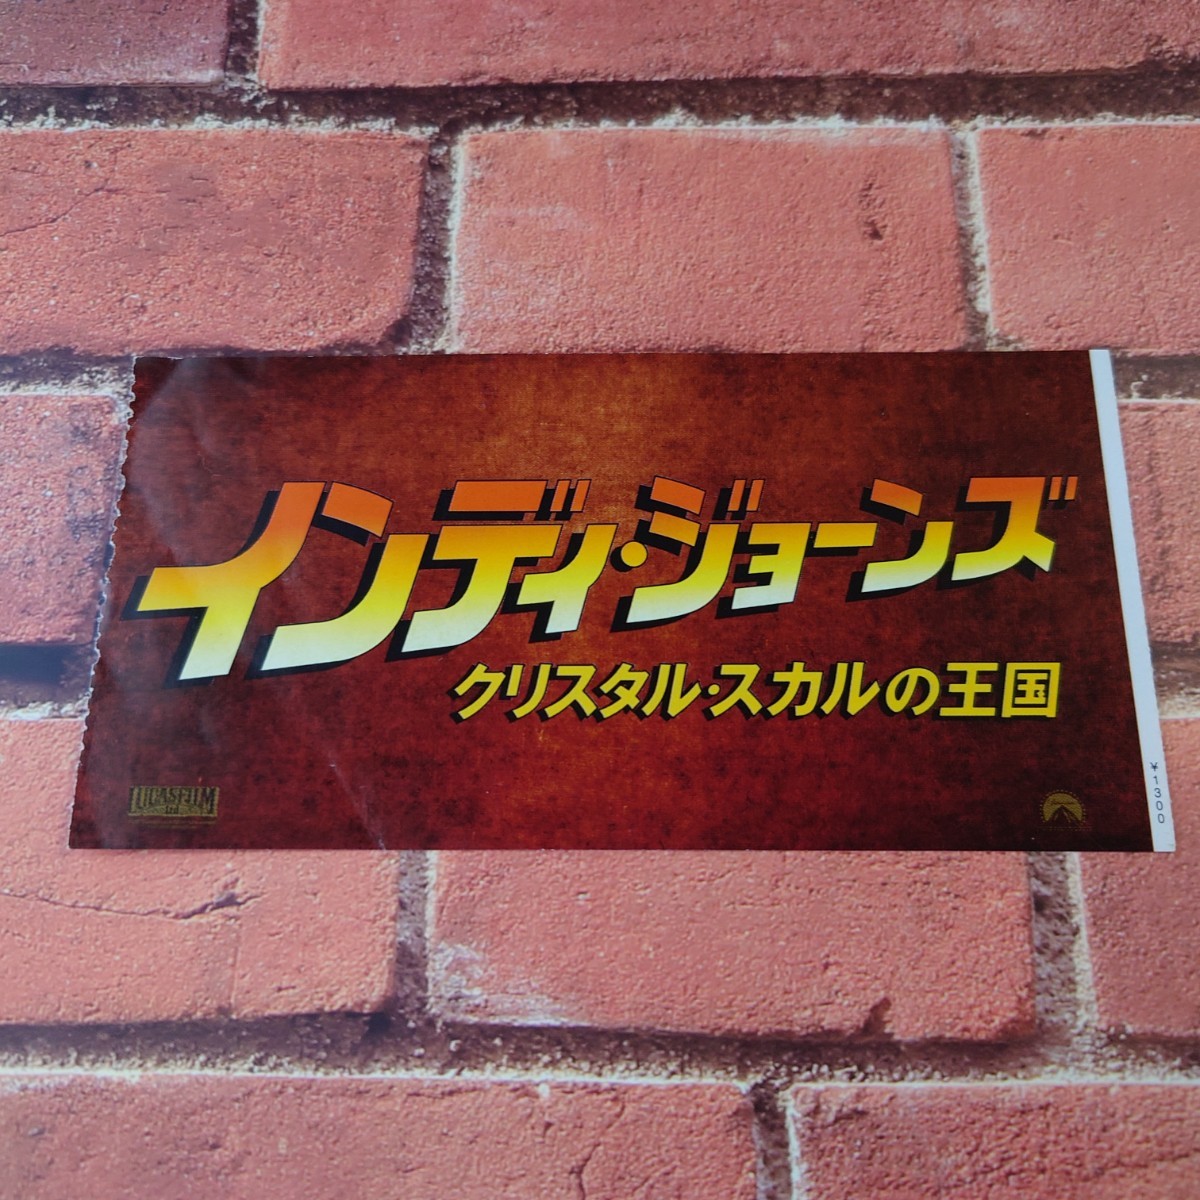 インディ・ジョーンズ
クリスタル・スカルの王国
LUCASFILM
Ltd
¥1300